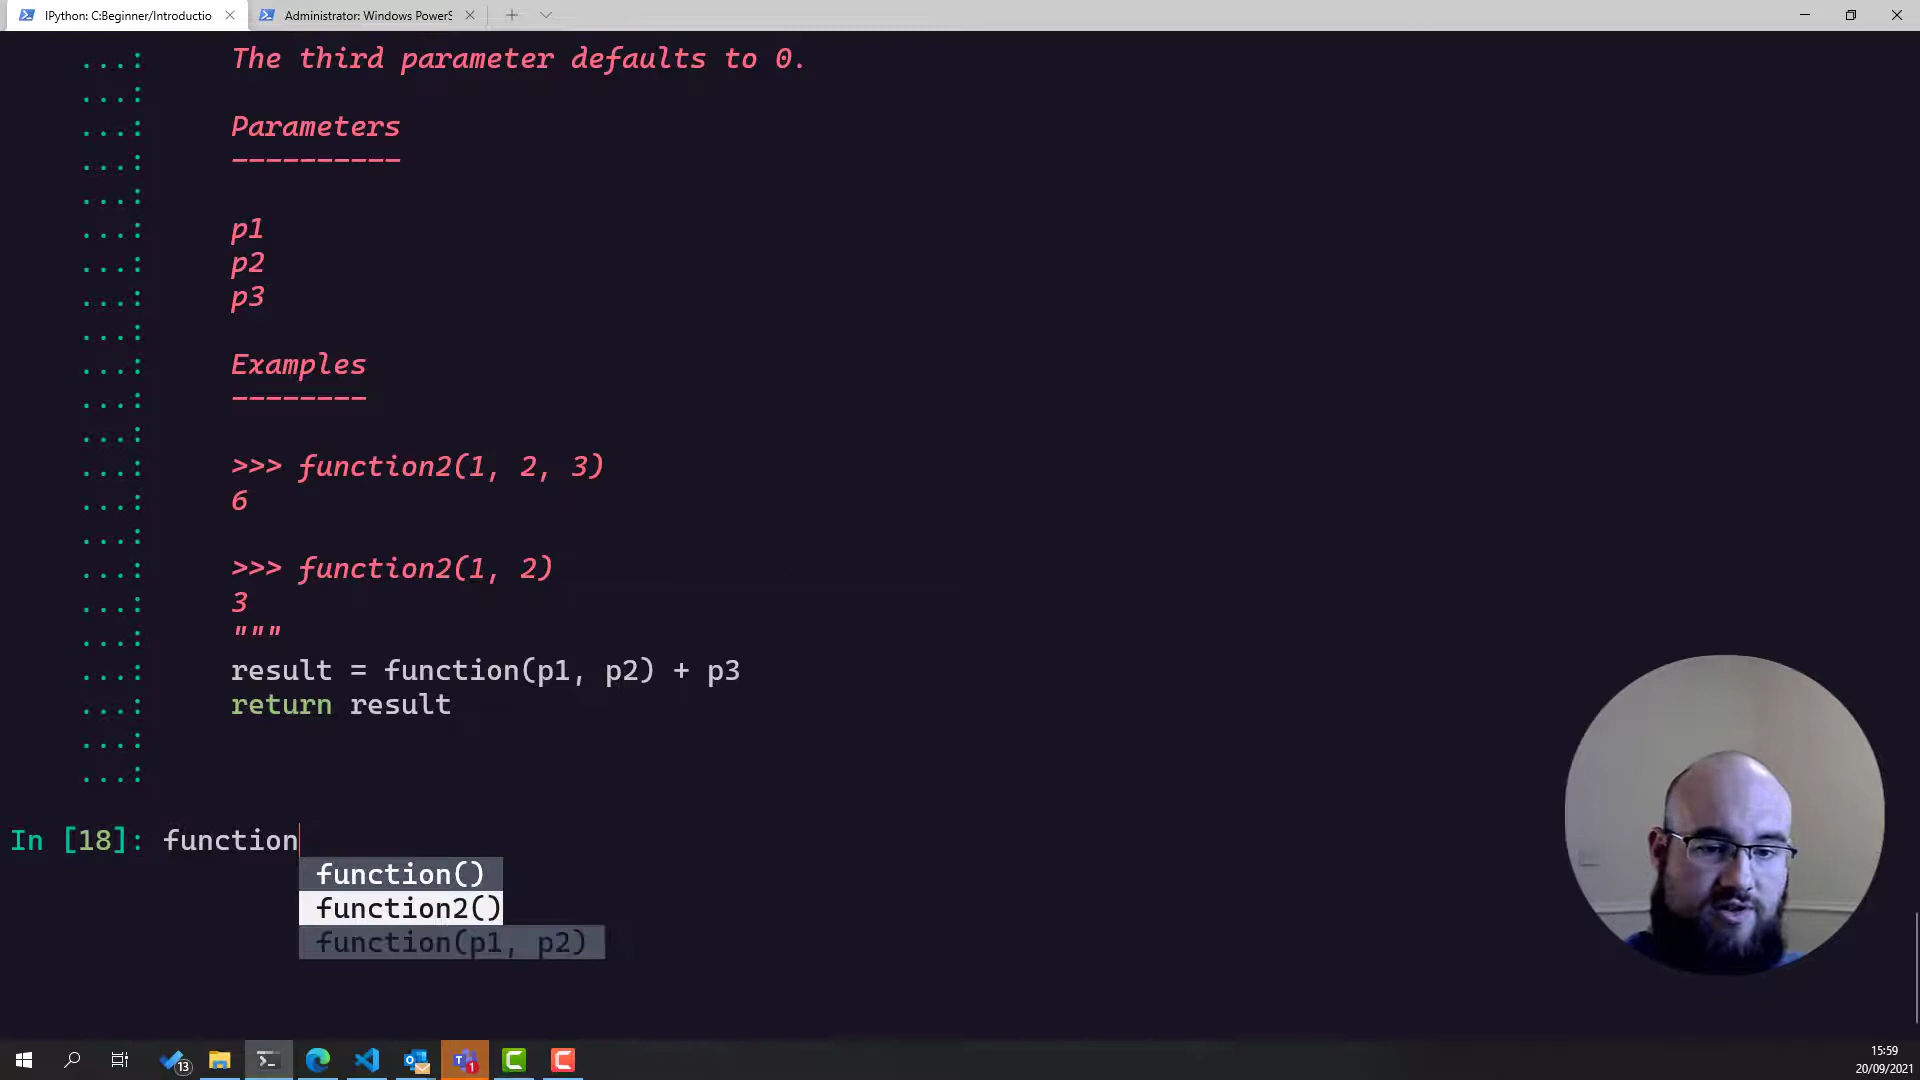 IPython: C:Beginner/Introductio
Administrator: Windows PowerS
...: The third parameter defaults to 0.
...:
...: Parameters
...: ----------
...:
...: p1
...: p2
...: p3
...:
...: Examples
...: --------
...:
...: >>> function2(1, 2, 3)
...: 6
...:
...: >>> function2(1, 2)
...: 3
...: """
...: result = function(p1, p2) + p3
...: return result
...:
...:
In [18]: function
function()
function2()
function(p1, p2)
13
1
15:59
20/09/2021